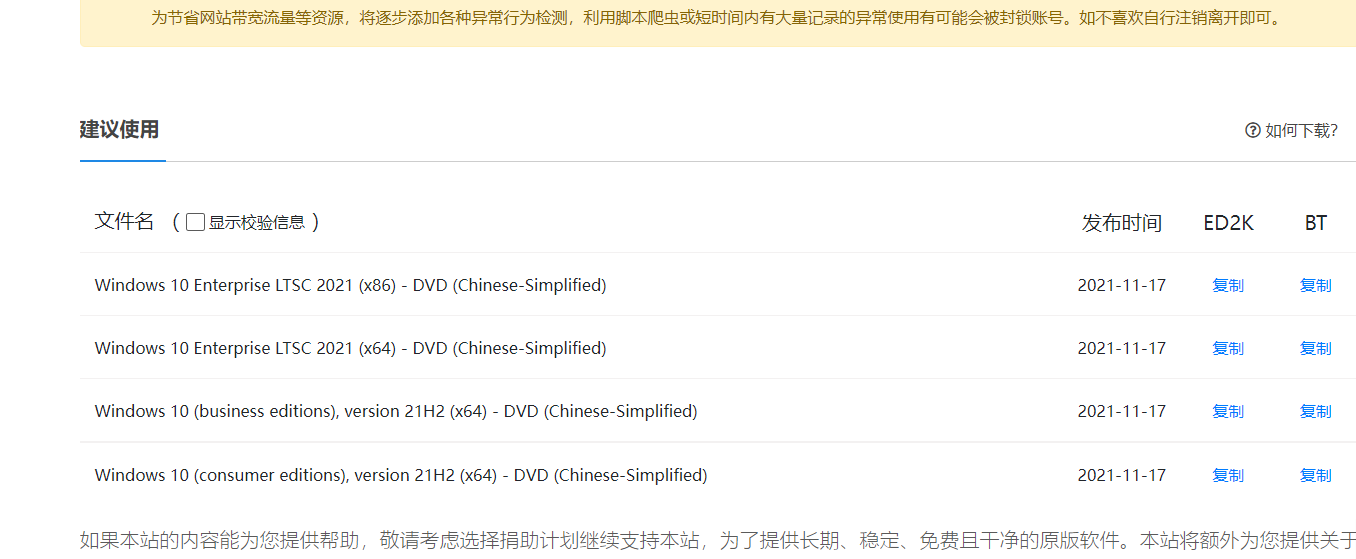 为节省网站带宽流量等资源，将逐步添加各种异常行为检测，利用脚本爬虫或短时间内有大量记录的异常使用有可能会被封锁账号。如不喜欢自行注销离开即可。
建议使用 如何下载?
文件名 ( 显示校验信息 ) 发布时间 ED2K BT
Windows 10 Enterprise LTSC 2021 (x86) - DVD (Chinese-Simplified) 2021-11-17 复制 复制
Windows 10 Enterprise LTSC 2021 (x64) - DVD (Chinese-Simplified) 2021-11-17 复制 复制
Windows 10 (business editions), version 21H2 (x64) - DVD (Chinese-Simplified) 2021-11-17 复制 复制
Windows 10 (consumer editions), version 21H2 (x64) - DVD (Chinese-Simplified) 2021-11-17 复制 复制
如果本站的内容能为您提供帮助，敬请考虑选择捐助计划继续支持本站，为了提供长期、稳定、免费且干净的原版软件。本站将额外为您提供关于